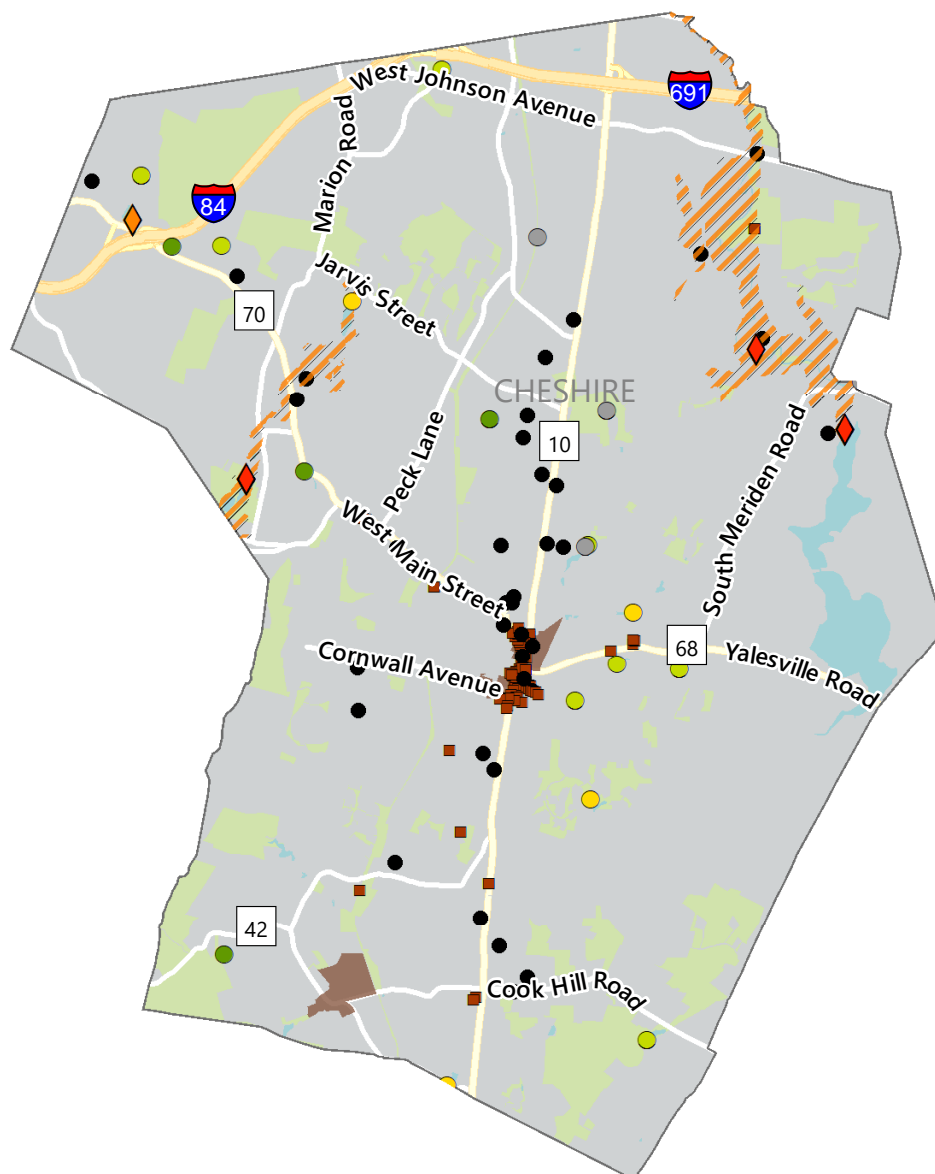 West Johnson Avenue
691
Marion Road
84
Jarvis Street
70
CHESHIRE
10
Peck Lane
South Meriden Road
West Main Street
68
Yalesville Road
Cornwall Avenue
42
Cook Hill Road